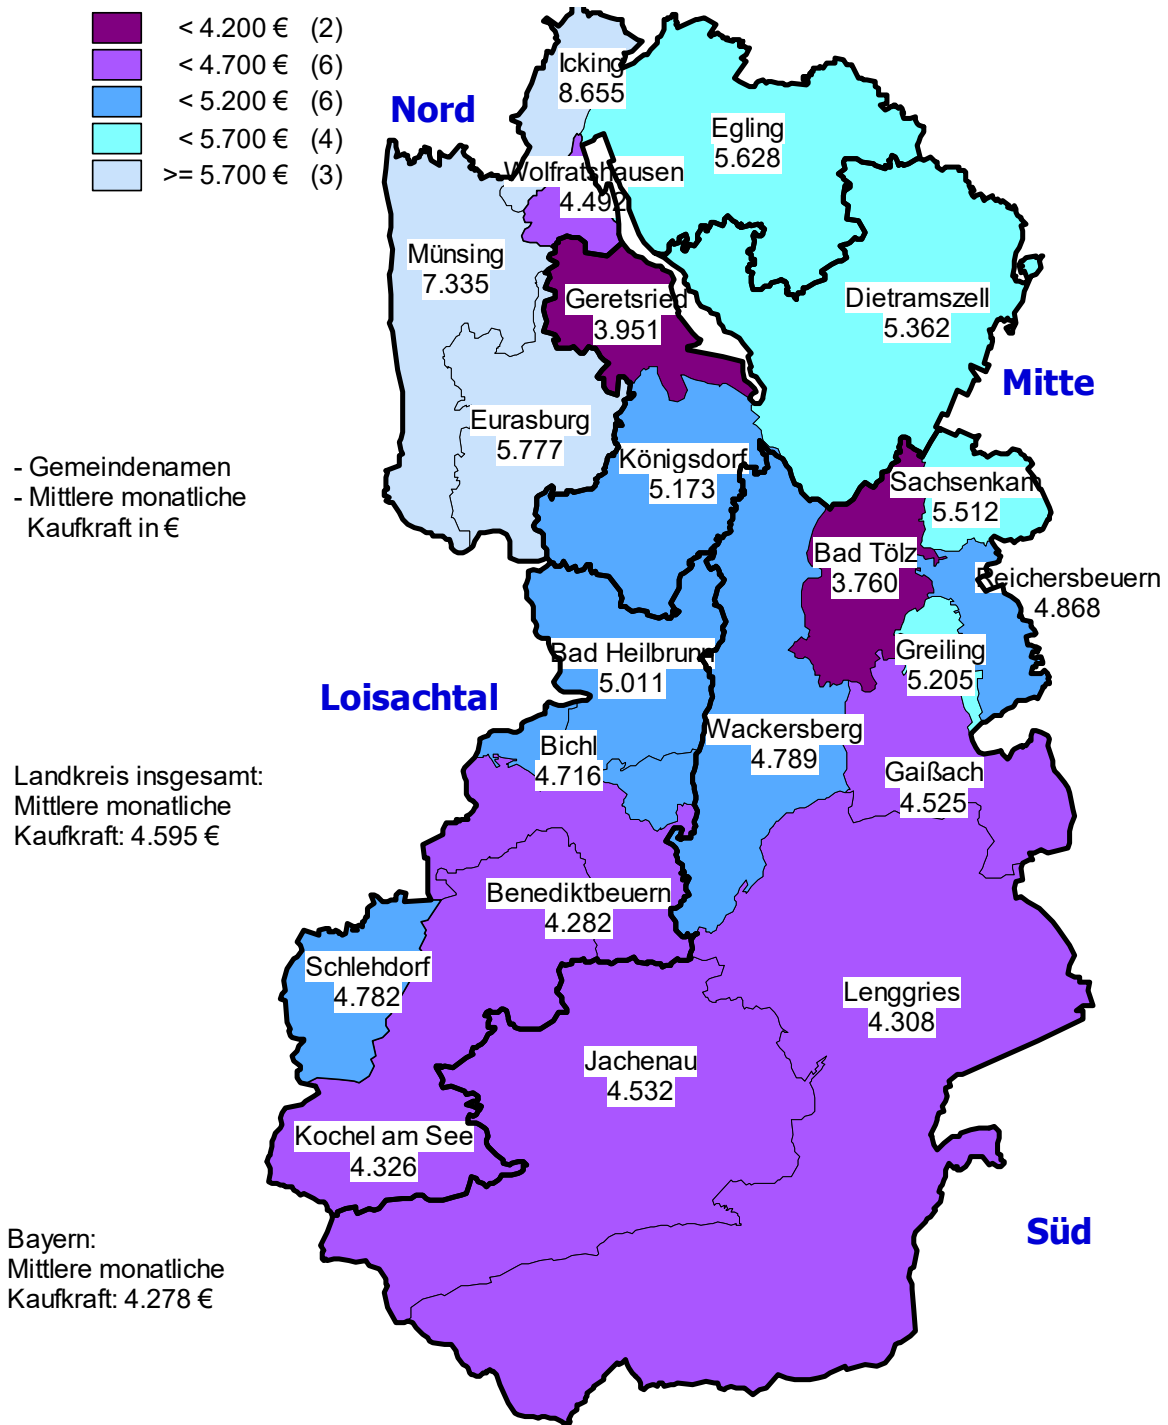 < 4.200 € (2)
< 4.700 € (6)
< 5.200 € (6)
< 5.700 € (4)
>= 5.700 € (3)
Nord
Icking
8.655
Egling
5.628
Wolfratshausen
4.492
Münsing
7.335
Geretsried
3.951
Dietramszell
5.362
Mitte
Eurasburg
5.777
Königsdorf
5.173
- Gemeindenamen
- Mittlere monatliche
Kaufkraft in €
Sachsenkam
5.512
Bad Tölz
3.760
Reichersbeuern
4.868
Greiling
5.205
Bad Heilbrunn
5.011
Loisachtal
Wackersberg
4.789
Bichl
4.716
Gaißach
4.525
Landkreis insgesamt:
Mittlere monatliche
Kaufkraft: 4.595 €
Benediktbeuern
4.282
Schlehdorf
4.782
Lenggries
4.308
Jachenau
4.532
Kochel am See
4.326
Süd
Bayern:
Mittlere monatliche
Kaufkraft: 4.278 €